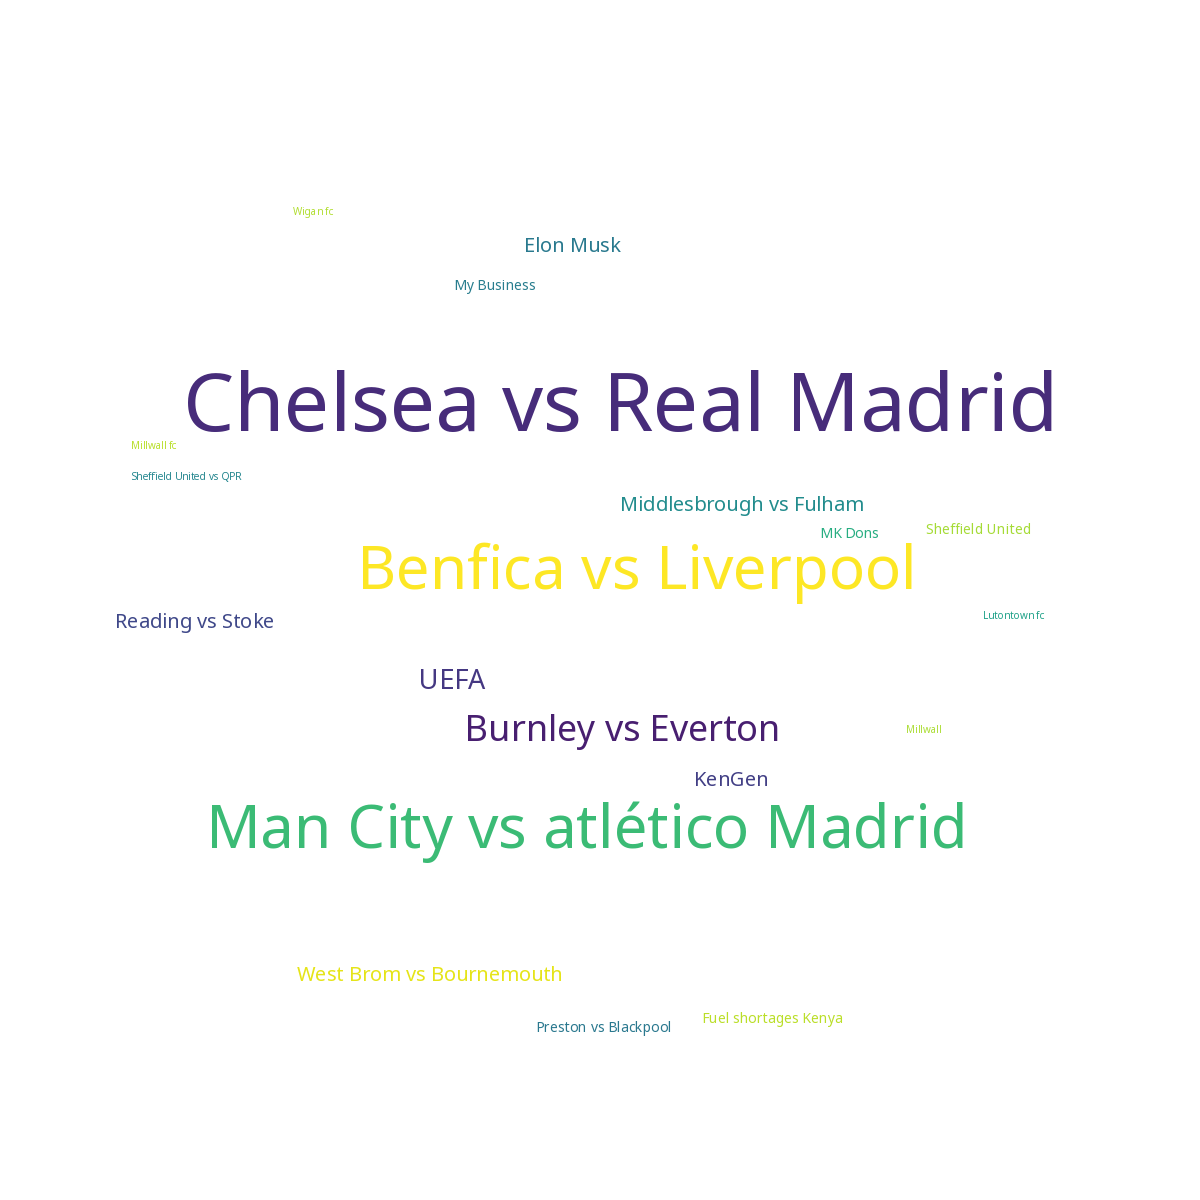 Wigan fc
Elon Musk
My Business
Chelsea vs Real Madrid
Millwall fc
Sheffield United vs QPR
Middlesbrough vs Fulham
MK Dons
Sheffield United
Benfica vs Liverpool
Reading vs Stoke
Lutontown fc
UEFA
Burnley vs Everton
Millwall
KenGen
Man City vs atlético Madrid
West Brom vs Bournemouth
Fuel shortages Kenya
Preston vs Blackpool